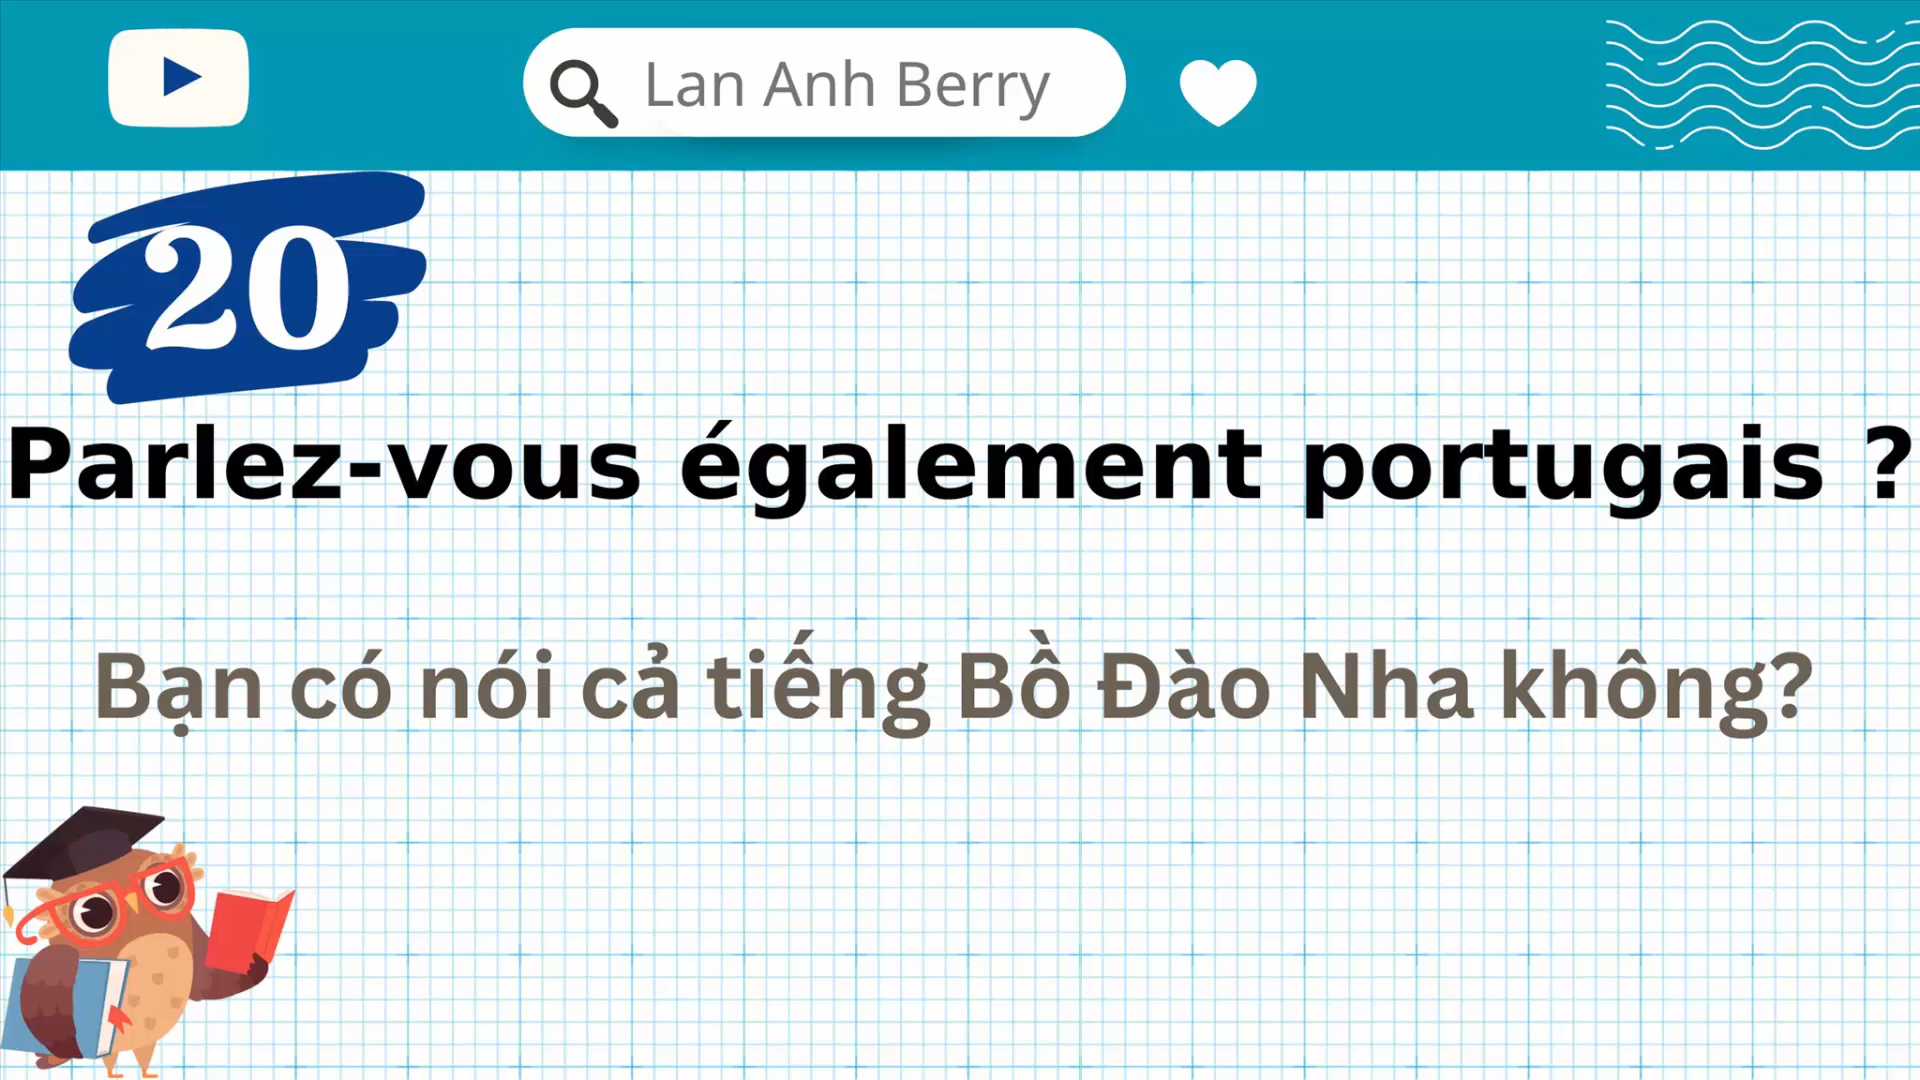 Lan Anh Berry
20
Parlez-vous également portugais ?
Bạn có nói cả tiếng Bồ Đào Nha không?